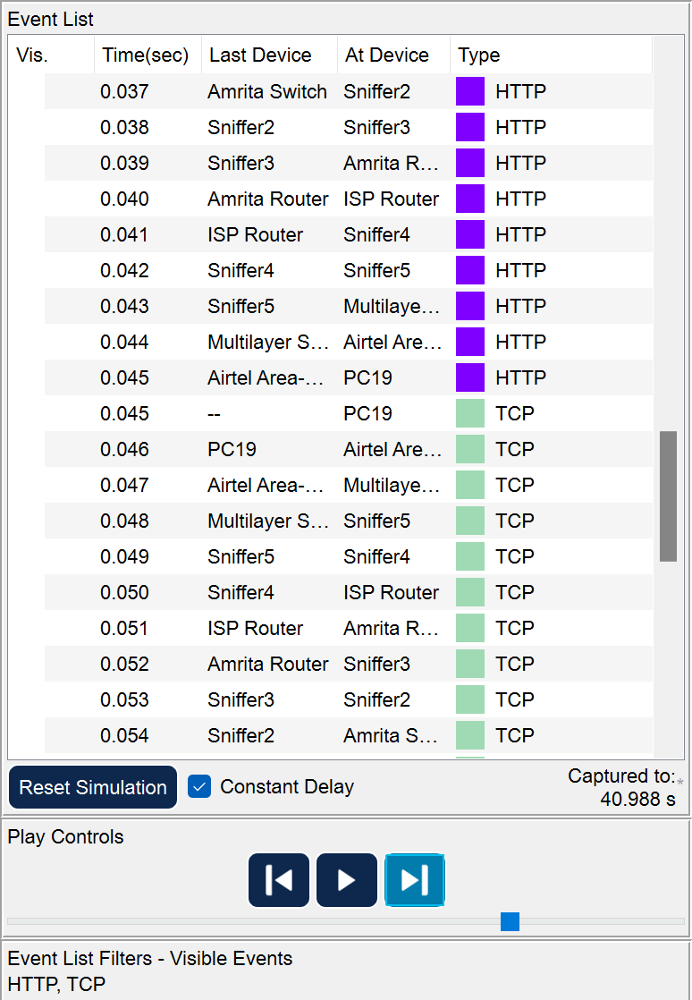 Event List
Vis. Time(sec) Last Device At Device Type
0.037 Amrita Switch Sniffer2 HTTP
0.038 Sniffer2 Sniffer3 HTTP
0.039 Sniffer3 Amrita R… HTTP
0.040 Amrita Router ISP Router HTTP
0.041 ISP Router Sniffer4 HTTP
0.042 Sniffer4 Sniffer5 HTTP
0.043 Sniffer5 Multilaye… HTTP
0.044 Multilayer S… Airtel Are… HTTP
0.045 Airtel Area-… PC19 HTTP
0.045 -- PC19 TCP
0.046 PC19 Airtel Are… TCP
0.047 Airtel Area-… Multilaye… TCP
0.048 Multilayer S… Sniffer5 TCP
0.049 Sniffer5 Sniffer4 TCP
0.050 Sniffer4 ISP Router TCP
0.051 ISP Router Amrita R… TCP
0.052 Amrita Router Sniffer3 TCP
0.053 Sniffer3 Sniffer2 TCP
0.054 Sniffer2 Amrita S… TCP
Reset Simulation Constant Delay Captured to: *
40.988 s
Play Controls
Event List Filters - Visible Events
HTTP, TCP